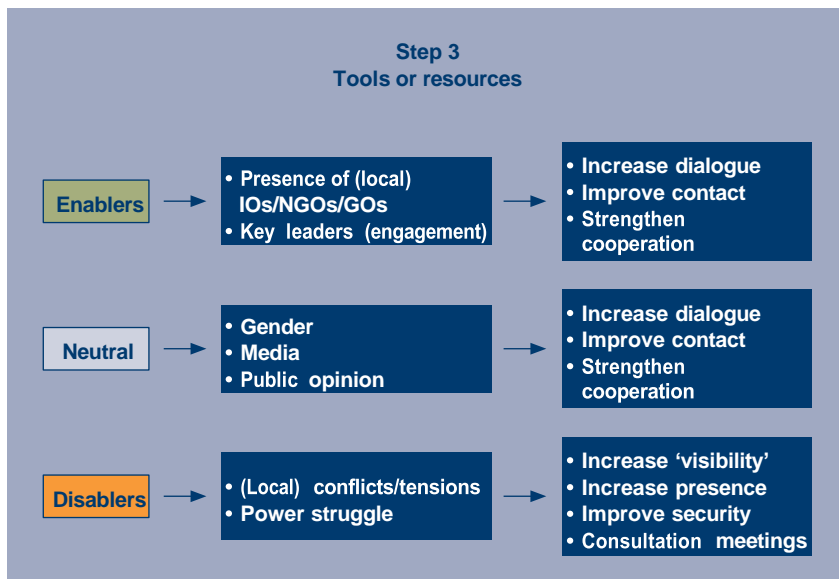 Step 3
Tools or resources
Enablers
• Presence of (local)
IOs/NGOs/GOs
• Key leaders (engagement)
• Increase dialogue
• Improve contact
• Strengthen
cooperation
Neutral
• Gender
• Media
• Public opinion
• Increase dialogue
• Improve contact
• Strengthen
cooperation
Disablers
• (Local) conflicts/tensions
• Power struggle
• Increase ‘visibility’
• Increase presence
• Improve security
• Consultation meetings